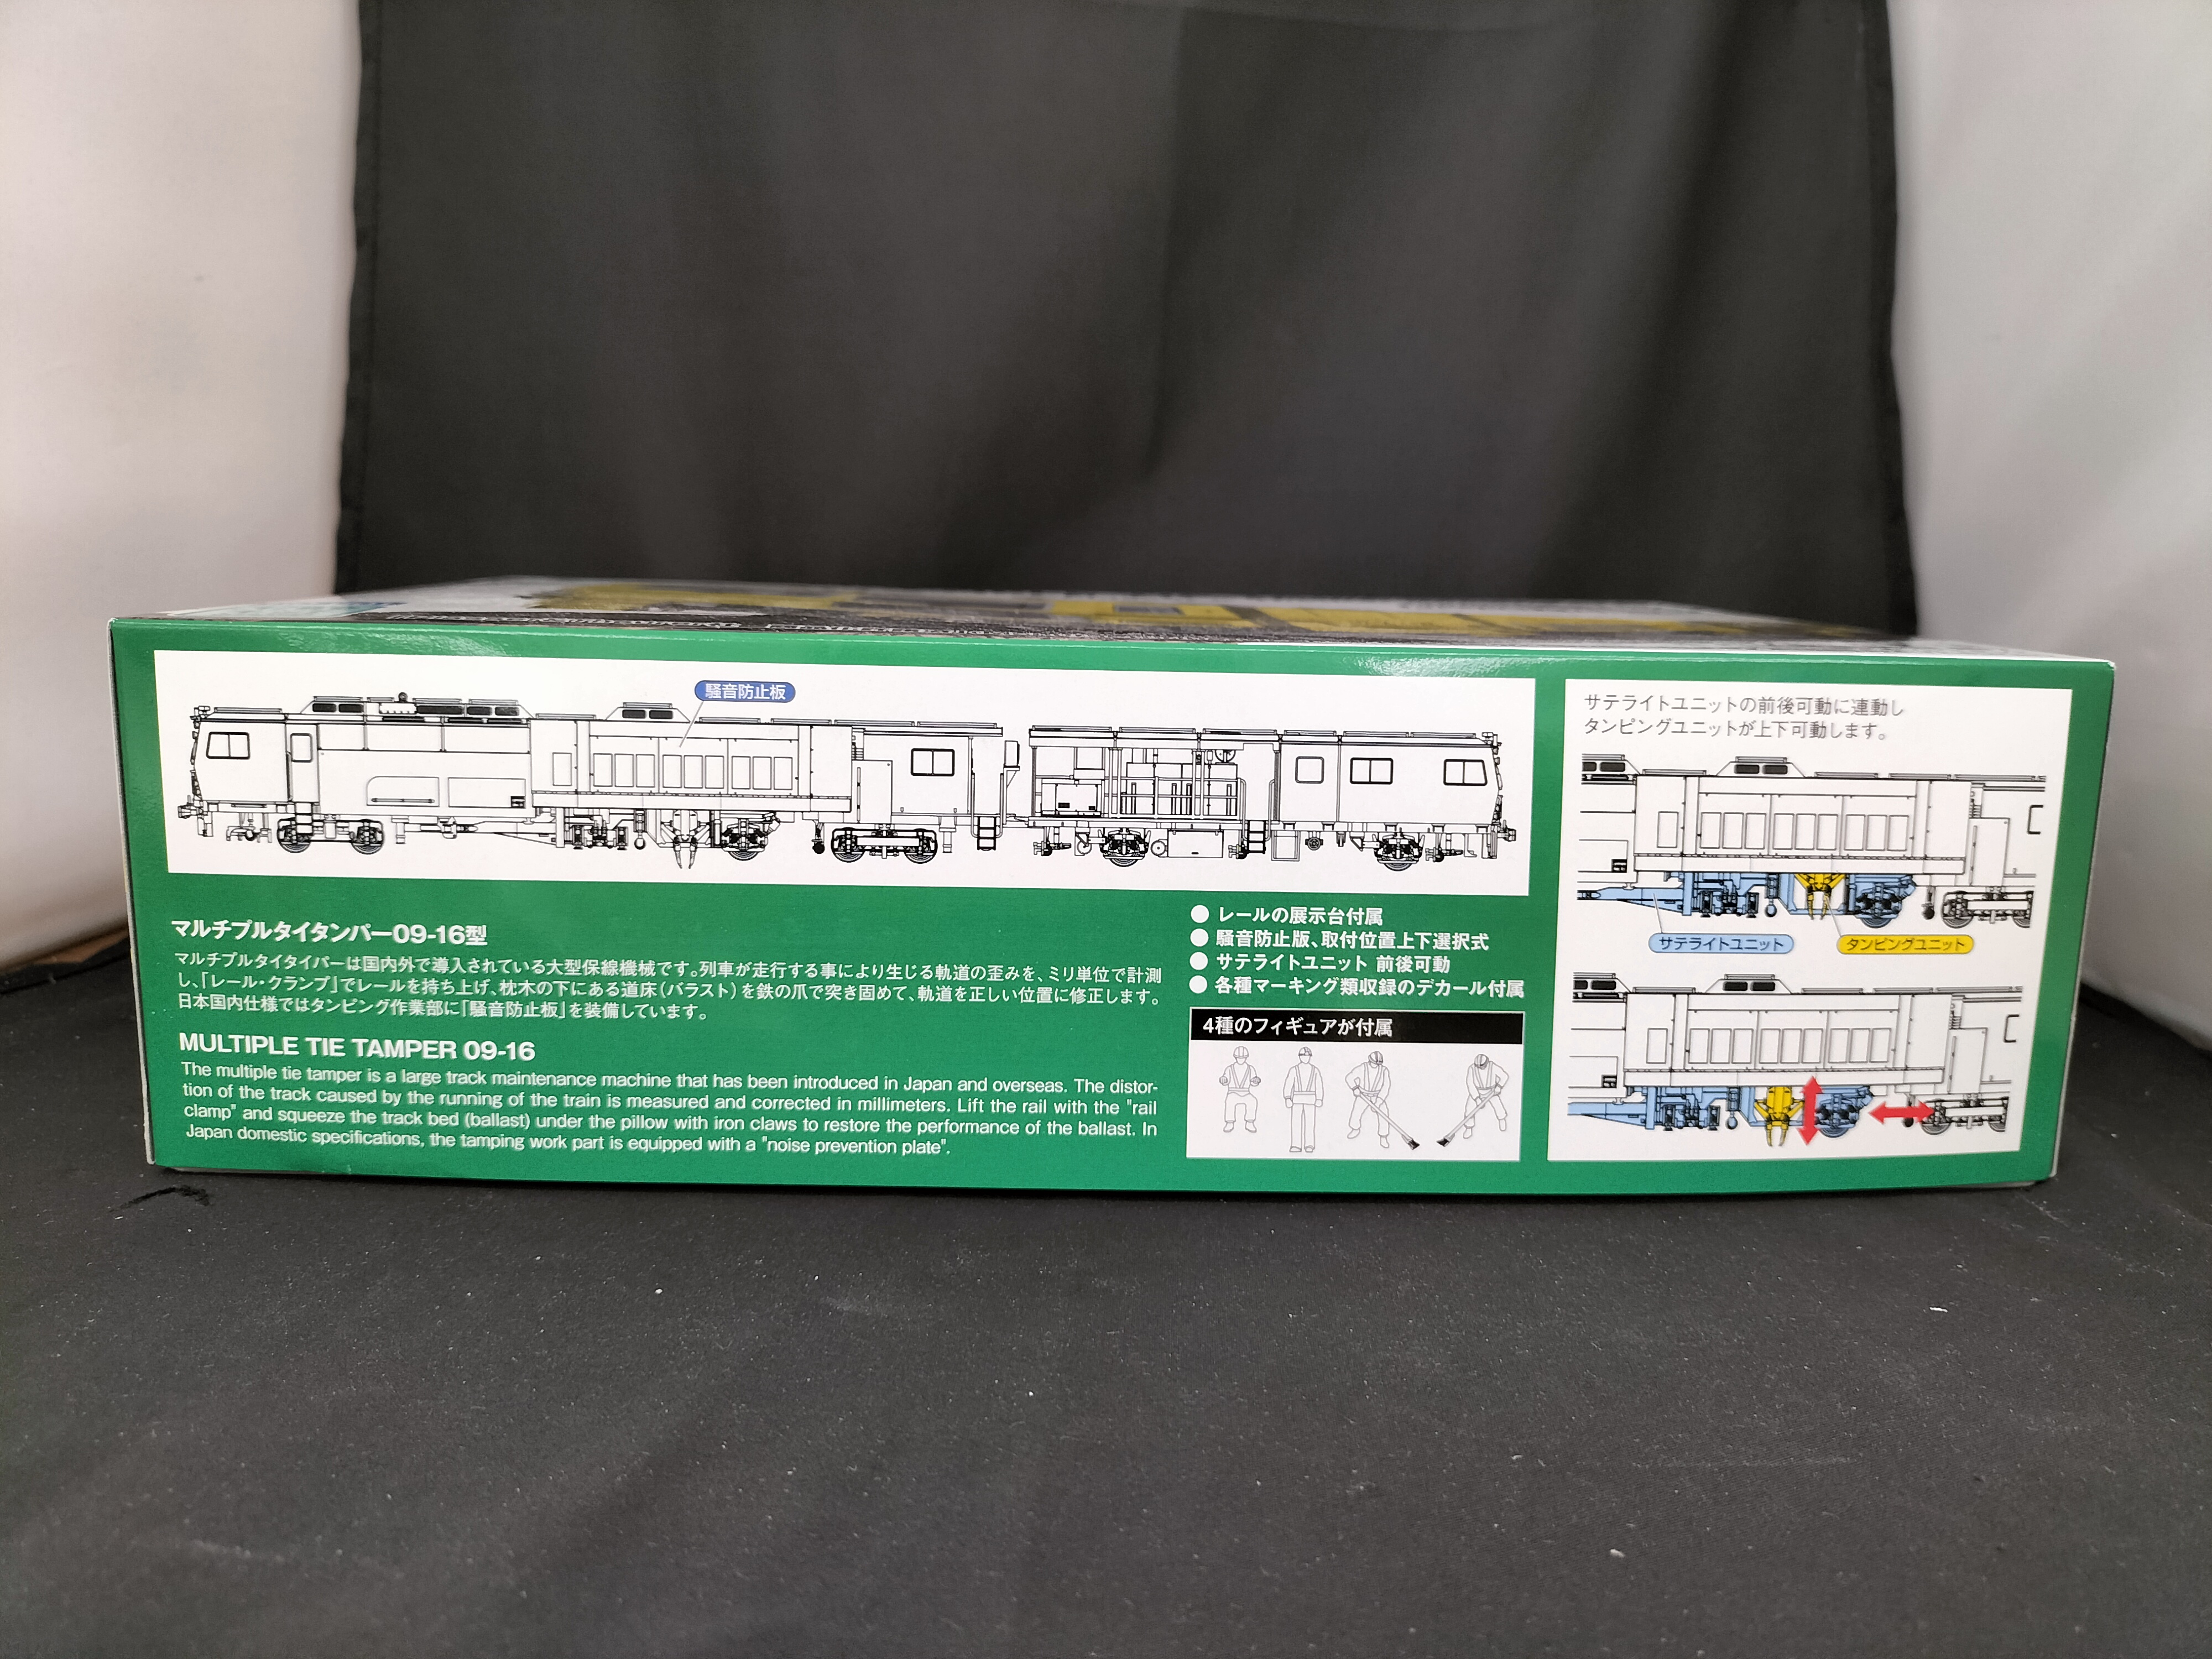 騒音防止板
マルチプルタイタンパー09-16型
マルチプルタイタイパーは国内外で導入されている大型保線機械です。列車が走行する事により生じる軌道の歪みを、ミリ単位で計測
し、「レール・クランプ」でレールを持ち上げ、枕木の下にある道床(バラスト)を鉄の爪で突き固めて、軌道を正しい位置に修正します。
日本国内仕様ではタンピング作業部に「騒音防止板」を装備しています。
MULTIPLE TIE TAMPER 09-16
The multiple tie tamper is a large track maintenance machine that has been introduced in Japan and overseas. The distor-
tion of the track caused by the running of the train is measured and corrected in millimeters. Lift the rail with the "rail
clamp" and squeeze the track bed (ballast) under the pillow with iron claws to restore the performance of the ballast. In
Japan domestic specifications, the tamping work part is equipped with a "noise prevention plate".
● レールの展示台付属
● 騒音防止版、取付位置上下選択式
● サテライトユニット 前後可動
● 各種マーキング類収録のデカール付属
4種のフィギュアが付属
サテライトユニットの前後可動に連動し
タンピングユニットが上下可動します。
サテライトユニット
タンピングユニット